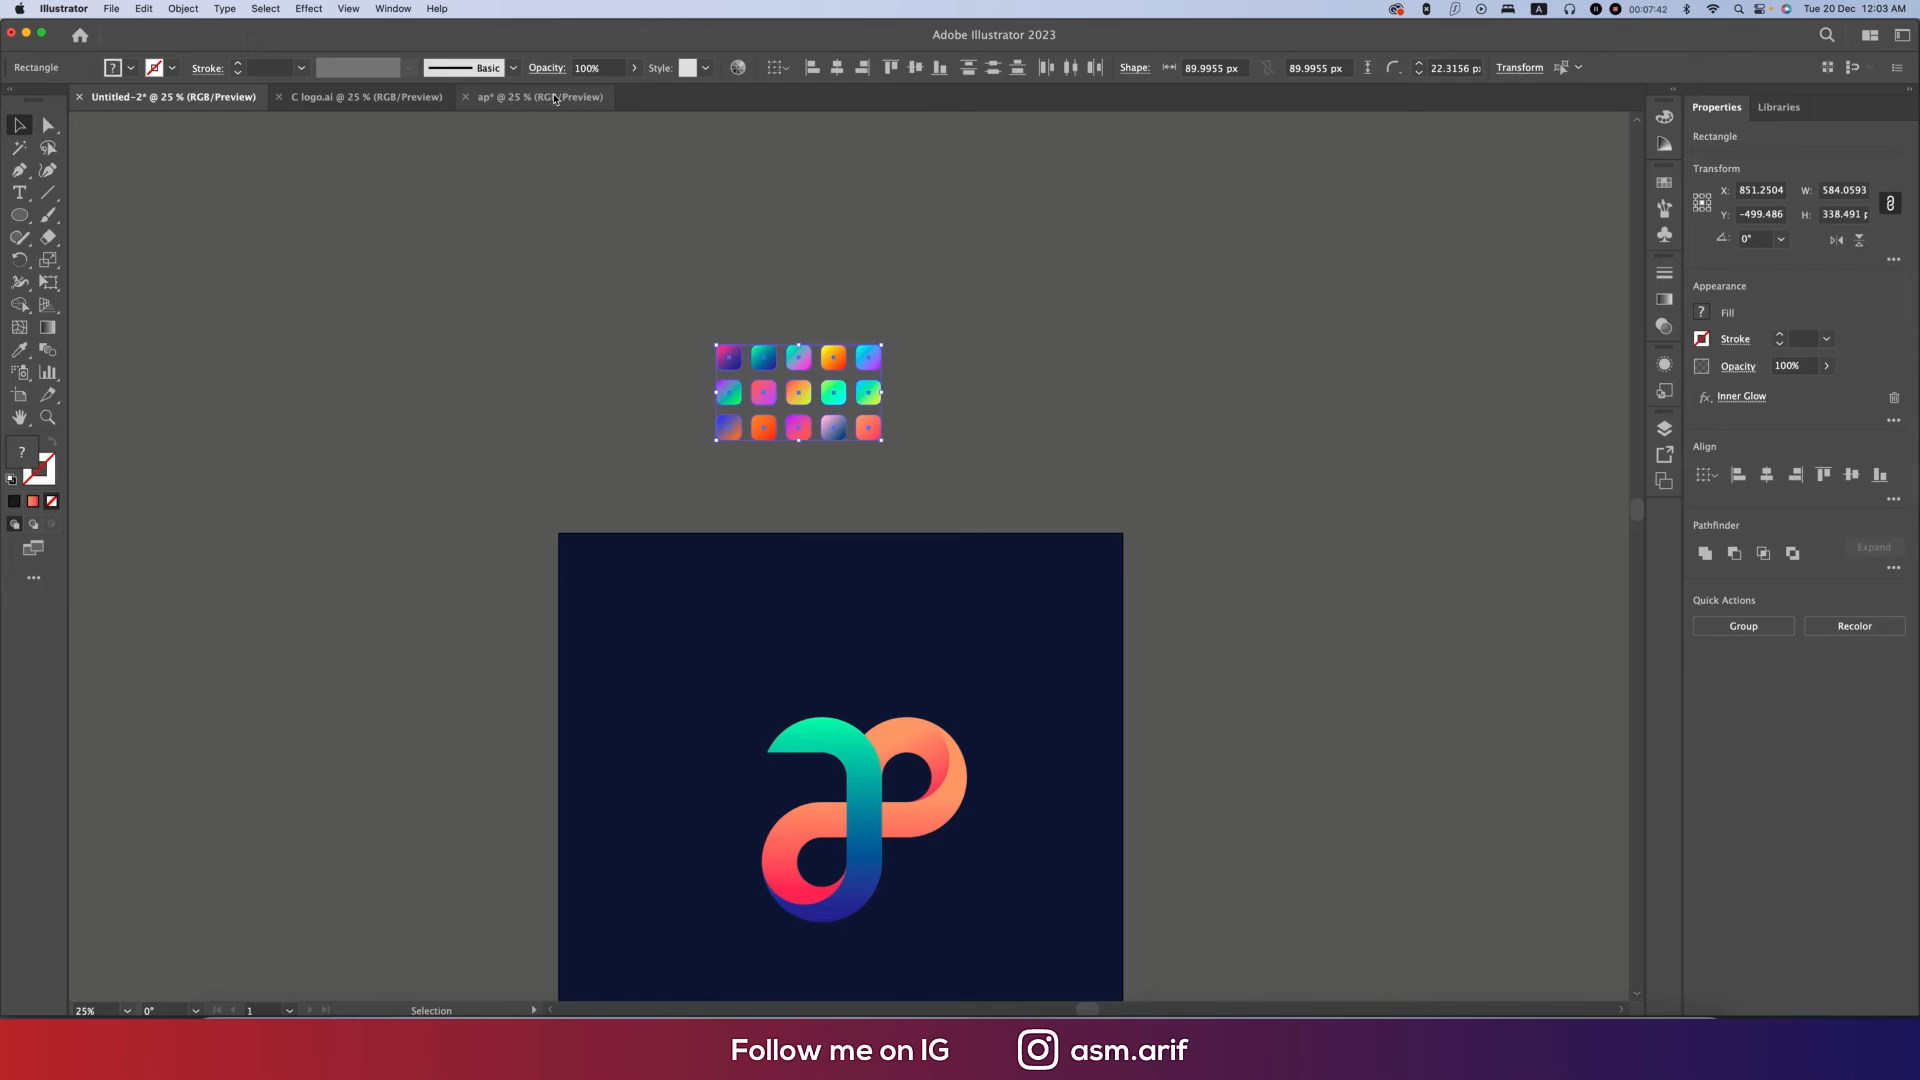 Illustrator File Edit Object Type Select Effect View Window Help
A 00:07:42 Tue 20 Dec 12:03 AM
Adobe Illustrator 2023
Rectangle ? Stroke: Basic Opacity: 100% Style: Shape: 89.9955 px 89.9955 px 22.3156 p: Transform
Untitled-2* @ 25 % (RGB/Preview) C logo.ai @ 25 % (RGB/Preview) ap* @ 25 % (RGB/Preview)
Properties Libraries
Rectangle
Transform
X: 851.2504 W: 584.0593
Y: -499.486 H: 338.491 p
0°
Appearance
? Fill
Stroke
Opacity 100%
fx. Inner Glow
Align
Pathfinder
Expand
Quick Actions
Group Recolor
T
?
25% 0° 1 Selection
Follow me on IG asm.arif